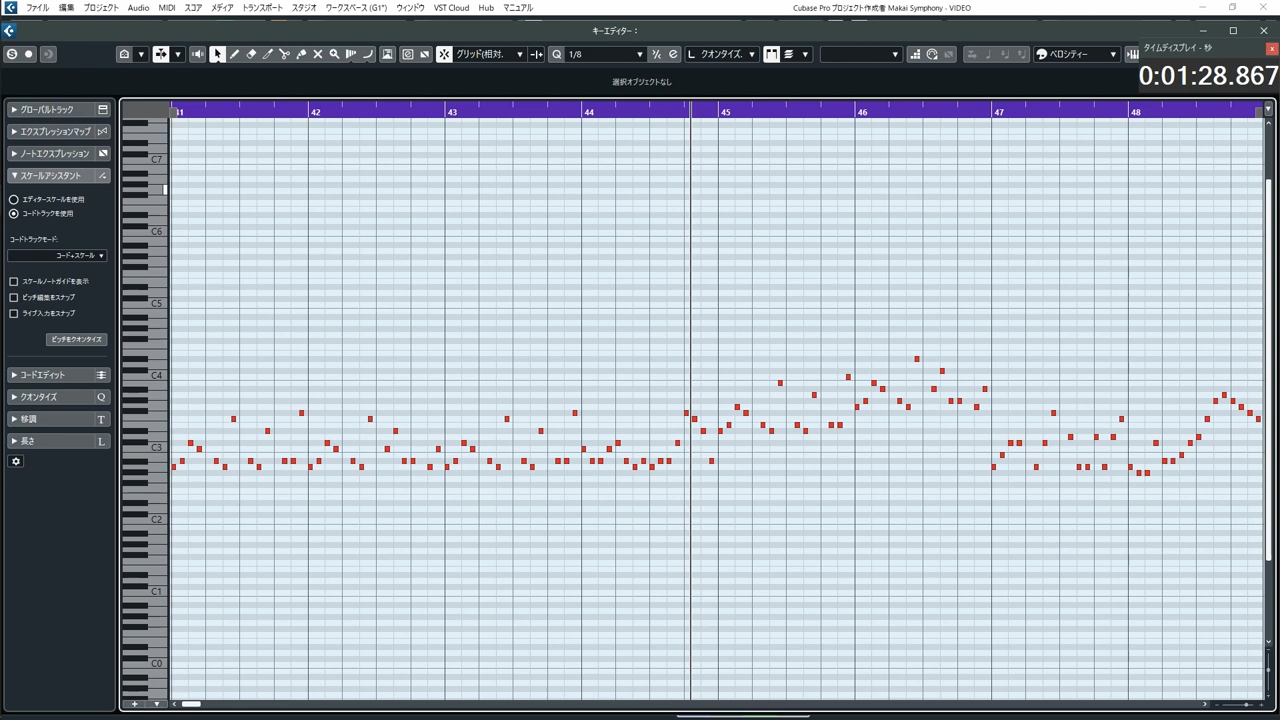 ファイル 編集 プロジェクト Audio MIDI スコア メディア トランスポート スタジオ ワークスペース (G1*) ウィンドウ VST Cloud Hub マニュアル Cubase Pro プロジェクト作成者 Makai Symphony - VIDEO
キーエディター：
タイムディスプレイ - 秒
グリッド(相対. Q 1/8 L クオンタイズ. ベロシティー
0:01:28.867
選択オブジェクトなし
グローバルトラック
41 42 43 44 45 46 47 48
エクスプレッションマップ
ノートエクスプレッション
C7
スケールアシスタント
エディタースケールを使用
コードトラックを使用
C6
コードトラックモード:
コード+スケール
スケールノートガイドを表示
ピッチ編集をスナップ
C5
ライブ入力をスナップ
ピッチをクオンタイズ
コードエディット
C4
クオンタイズ Q
移調 T
長さ L
C3
C2
C1
C0